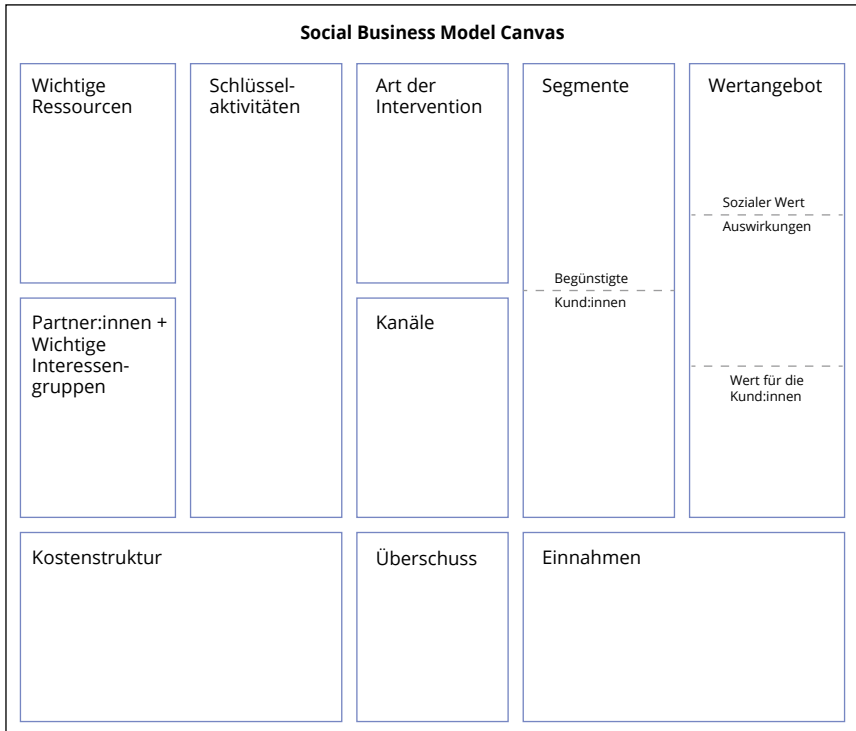 Social Business Model Canvas
Wichtige
Ressourcen
Schlüssel-
aktivitäten
Art der
Intervention
Segmente
Wertangebot
Sozialer Wert
Auswirkungen
Begünstigte
Kund:innen
Partner:innen +
Wichtige
Interessen-
gruppen
Kanäle
Wert für die
Kund:innen
Kostenstruktur
Überschuss
Einnahmen